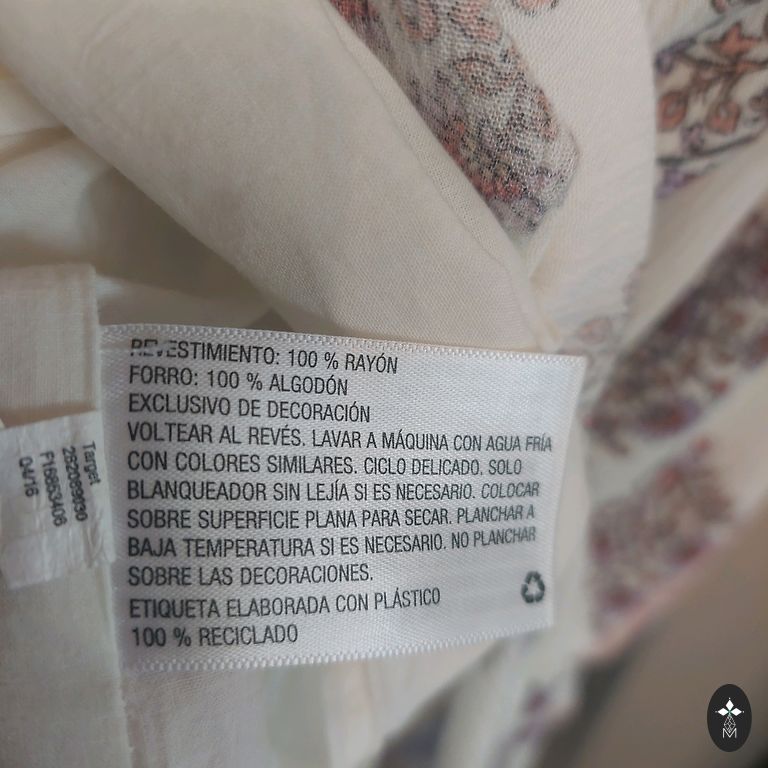 REVESTIMIENTO: 100 % RAYÓN
FORRO: 100 % ALGODÓN
EXCLUSIVO DE DECORACIÓN
VOLTEAR AL REVÉS. LAVAR A MÁQUINA CON AGUA FRÍA
CON COLORES SIMILARES. CICLO DELICADO. SOLO
BLANQUEADOR SIN LEJÍA SI ES NECESARIO. COLOCAR
SOBRE SUPERFICIE PLANA PARA SECAR. PLANCHAR A
BAJA TEMPERATURA SI ES NECESARIO. NO PLANCHAR
SOBRE LAS DECORACIONES.
ETIQUETA ELABORADA CON PLÁSTICO
100 % RECICLADO
Target
04/16
M